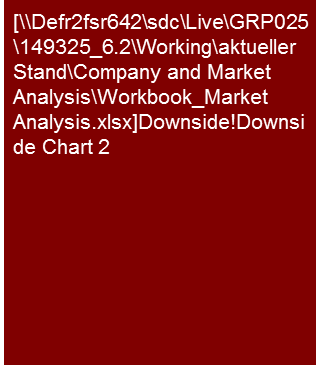 [\\Defr2fsr642\sdc\Live\GRP025
\149325_6.2\Working\aktueller
Stand\Company and Market
Analysis\Workbook_Market
Analysis.xlsx]Downside!Downsi
de Chart 2